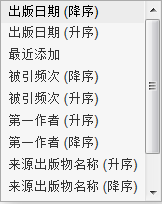 出版日期 (降序)
出版日期 (升序)
最近添加
被引频次 (降序)
被引频次 (升序)
第一作者 (升序)
第一作者 (降序)
来源出版物名称 (升序)
来源出版物名称 (降序)